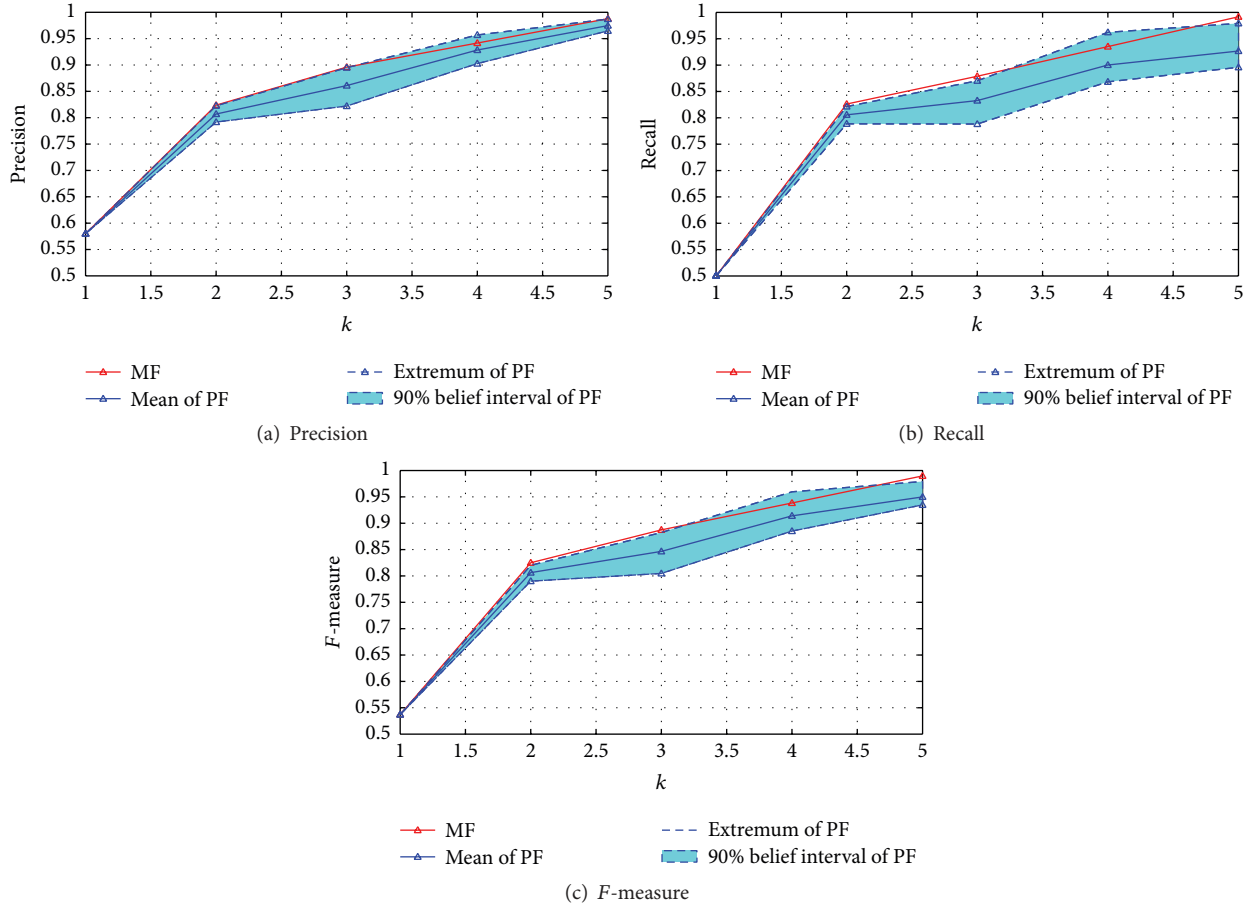 1
0.95
0.9
0.85
0.8
0.75
0.7
0.65
0.6
0.55
0.5
Precision
1 1.5 2 2.5 3 3.5 4 4.5 5
k
MF
Mean of PF
Extremum of PF
90% belief interval of PF
(a) Precision
1
0.95
0.9
0.85
0.8
0.75
0.7
0.65
0.6
0.55
0.5
Recall
1 1.5 2 2.5 3 3.5 4 4.5 5
k
MF
Mean of PF
Extremum of PF
90% belief interval of PF
(b) Recall
1
0.95
0.9
0.85
0.8
0.75
0.7
0.65
0.6
0.55
0.5
F-measure
1 1.5 2 2.5 3 3.5 4 4.5 5
k
MF
Mean of PF
Extremum of PF
90% belief interval of PF
(c) F-measure